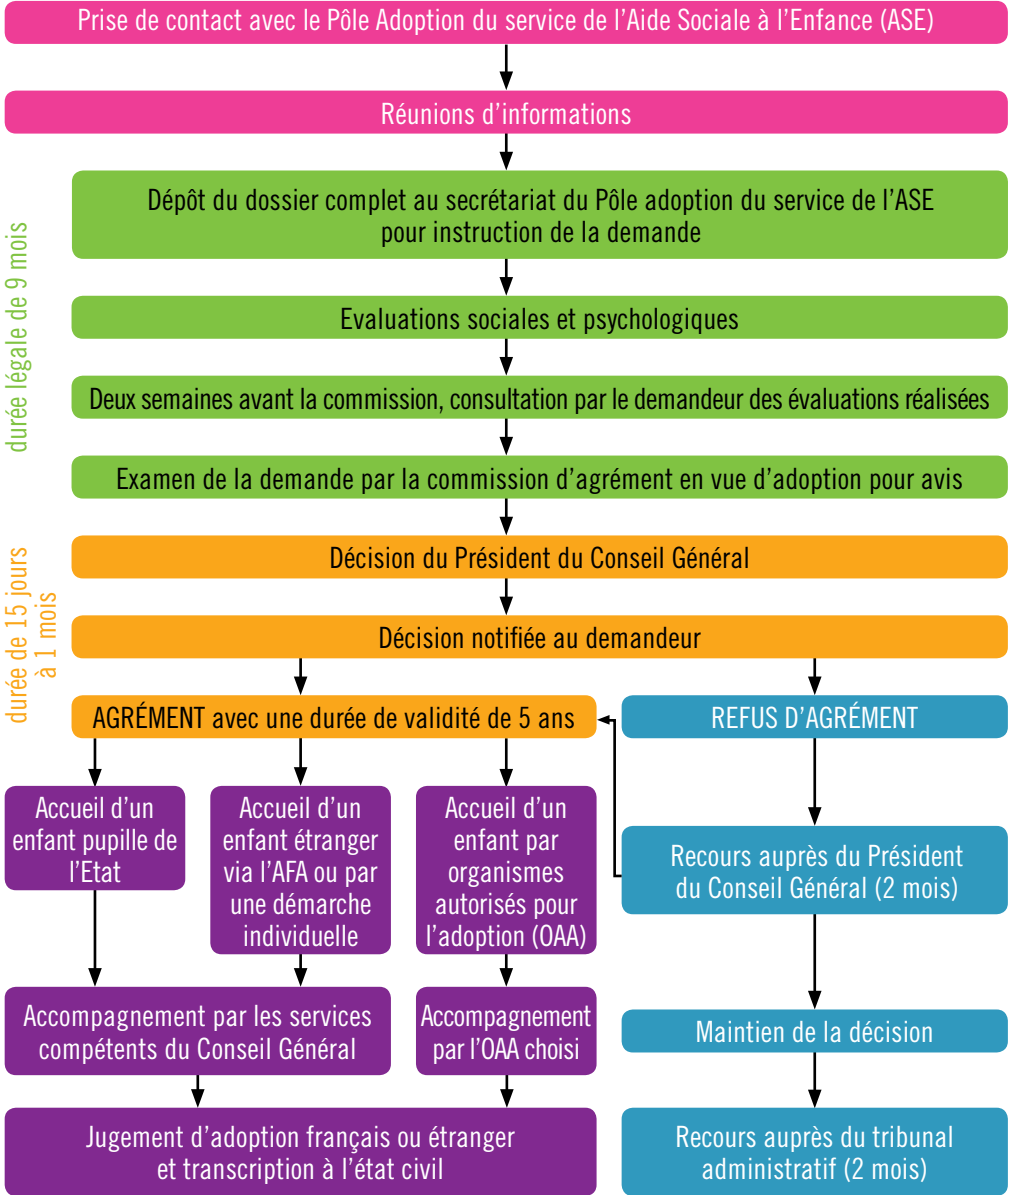 Prise de contact avec le Pôle Adoption du service de l'Aide Sociale à l'Enfance (ASE)
Réunions d'informations
durée légale de 9 mois
Dépôt du dossier complet au secrétariat du Pôle adoption du service de l'ASE
pour instruction de la demande
Evaluations sociales et psychologiques
Deux semaines avant la commission, consultation par le demandeur des évaluations réalisées
Examen de la demande par la commission d'agrément en vue d'adoption pour avis
durée de 15 jours
à 1 mois
Décision du Président du Conseil Général
Décision notifiée au demandeur
AGRÉMENT avec une durée de validité de 5 ans
REFUS D'AGRÉMENT
Accueil d'un
enfant pupille de
l'Etat
Accueil d'un
enfant étranger
via l'AFA ou par
une démarche
individuelle
Accueil d'un
enfant par
organismes
autorisés pour
l'adoption (OAA)
Recours auprès du Président
du Conseil Général (2 mois)
Accompagnement par les services
compétents du Conseil Général
Accompagnement
par l'OAA choisi
Maintien de la décision
Jugement d'adoption français ou étranger
et transcription à l'état civil
Recours auprès du tribunal
administratif (2 mois)